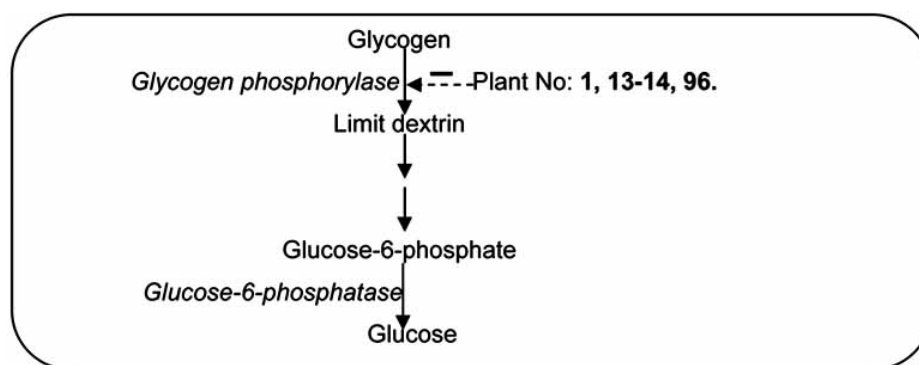 Glycogen
Glycogen phosphorylase
Plant No: 1, 13-14, 96.
Limit dextrin
Glucose-6-phosphate
Glucose-6-phosphatase
Glucose